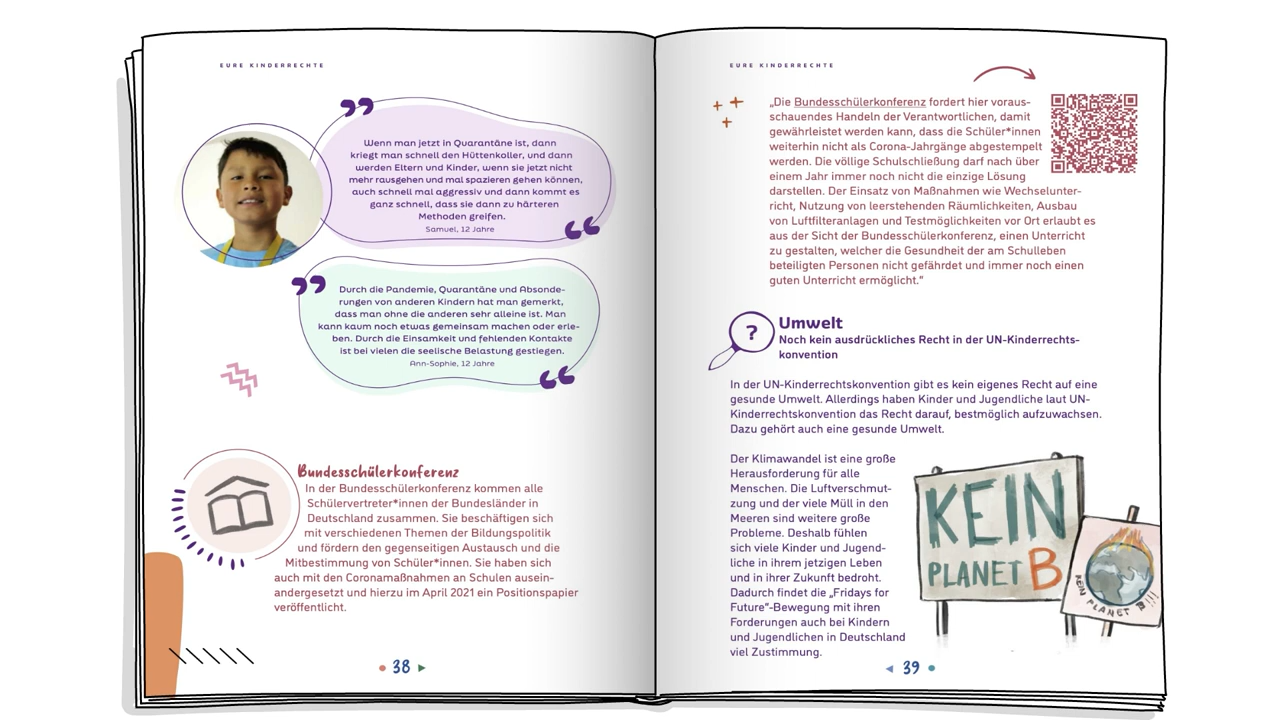 EURE KINDERRECHTE
Wenn man jetzt in Quarantäne ist, dann
kriegt man schnell den Hüttenkoller, und dann
werden Eltern und Kinder, wenn sie jetzt nicht
mehr rausgehen und mal spazieren gehen können,
auch schnell mal aggressiv und dann kommt es
ganz schnell, dass sie dann zu härteren
Methoden greifen.
Samuel, 12 Jahre
Durch die Pandemie, Quarantäne und Absonde-
rungen von anderen Kindern hat man gemerkt,
dass man ohne die anderen sehr alleine ist. Man
kann kaum noch etwas gemeinsam machen oder erle-
ben. Durch die Einsamkeit und fehlenden Kontakte
ist bei vielen die seelische Belastung gestiegen.
Ann-Sophie, 12 Jahre
Bundesschülerkonferenz
In der Bundesschülerkonferenz kommen alle
Schülervertreter*innen der Bundesländer in
Deutschland zusammen. Sie beschäftigen sich
mit verschiedenen Themen der Bildungspolitik
und fördern den gegenseitigen Austausch und die
Mitbestimmung von Schüler*innen. Sie haben sich
auch mit den Coronamaßnahmen an Schulen ausein-
andergesetzt und hierzu im April 2021 ein Positionspapier
veröffentlicht.
38
EURE KINDERRECHTE
„Die Bundesschülerkonferenz fordert hier voraus-
schauendes Handeln der Verantwortlichen, damit
gewährleistet werden kann, dass die Schüler*innen
weiterhin nicht als Corona-Jahrgänge abgestempelt
werden. Die völlige Schulschließung darf nach über
einem Jahr immer noch nicht die einzige Lösung
darstellen. Der Einsatz von Maßnahmen wie Wechselunter-
richt, Nutzung von leerstehenden Räumlichkeiten, Ausbau
von Luftfilteranlagen und Testmöglichkeiten vor Ort erlaubt es
aus der Sicht der Bundesschülerkonferenz, einen Unterricht
zu gestalten, welcher die Gesundheit der am Schulleben
beteiligten Personen nicht gefährdet und immer noch einen
guten Unterricht ermöglicht.“
?
Umwelt
Noch kein ausdrückliches Recht in der UN-Kinderrechts-
konvention
In der UN-Kinderrechtskonvention gibt es kein eigenes Recht auf eine
gesunde Umwelt. Allerdings haben Kinder und Jugendliche laut UN-
Kinderrechtskonvention das Recht darauf, bestmöglich aufzuwachsen.
Dazu gehört auch eine gesunde Umwelt.
Der Klimawandel ist eine große
Herausforderung für alle
Menschen. Die Luftverschmut-
zung und der viele Müll in den
Meeren sind weitere große
Probleme. Deshalb fühlen
sich viele Kinder und Jugend-
liche in ihrem jetzigen Leben
und in ihrer Zukunft bedroht.
Dadurch findet die „Fridays for
Future“-Bewegung mit ihren
Forderungen auch bei Kindern
und Jugendlichen in Deutschland
viel Zustimmung.
KEIN
PLANET B
KEIN PLANET B!!!
39